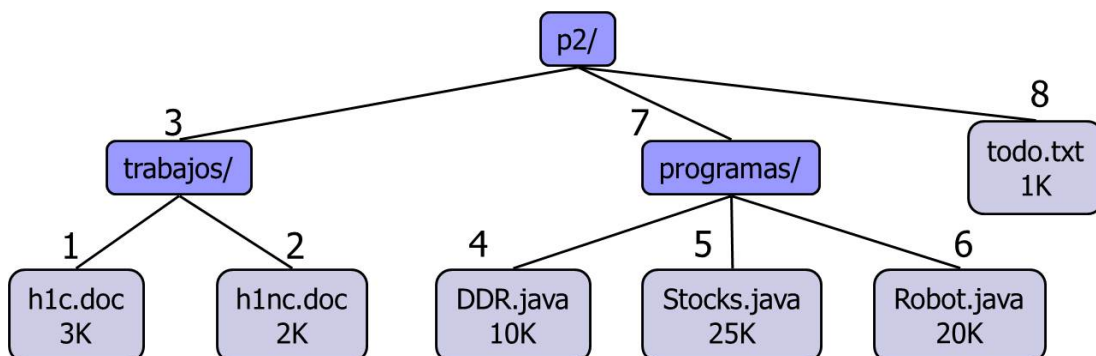 p2/
3
7
8
trabajos/
programas/
todo.txt
1K
1
2
4
5
6
h1c.doc
3K
h1nc.doc
2K
DDR.java
10K
Stocks.java
25K
Robot.java
20K